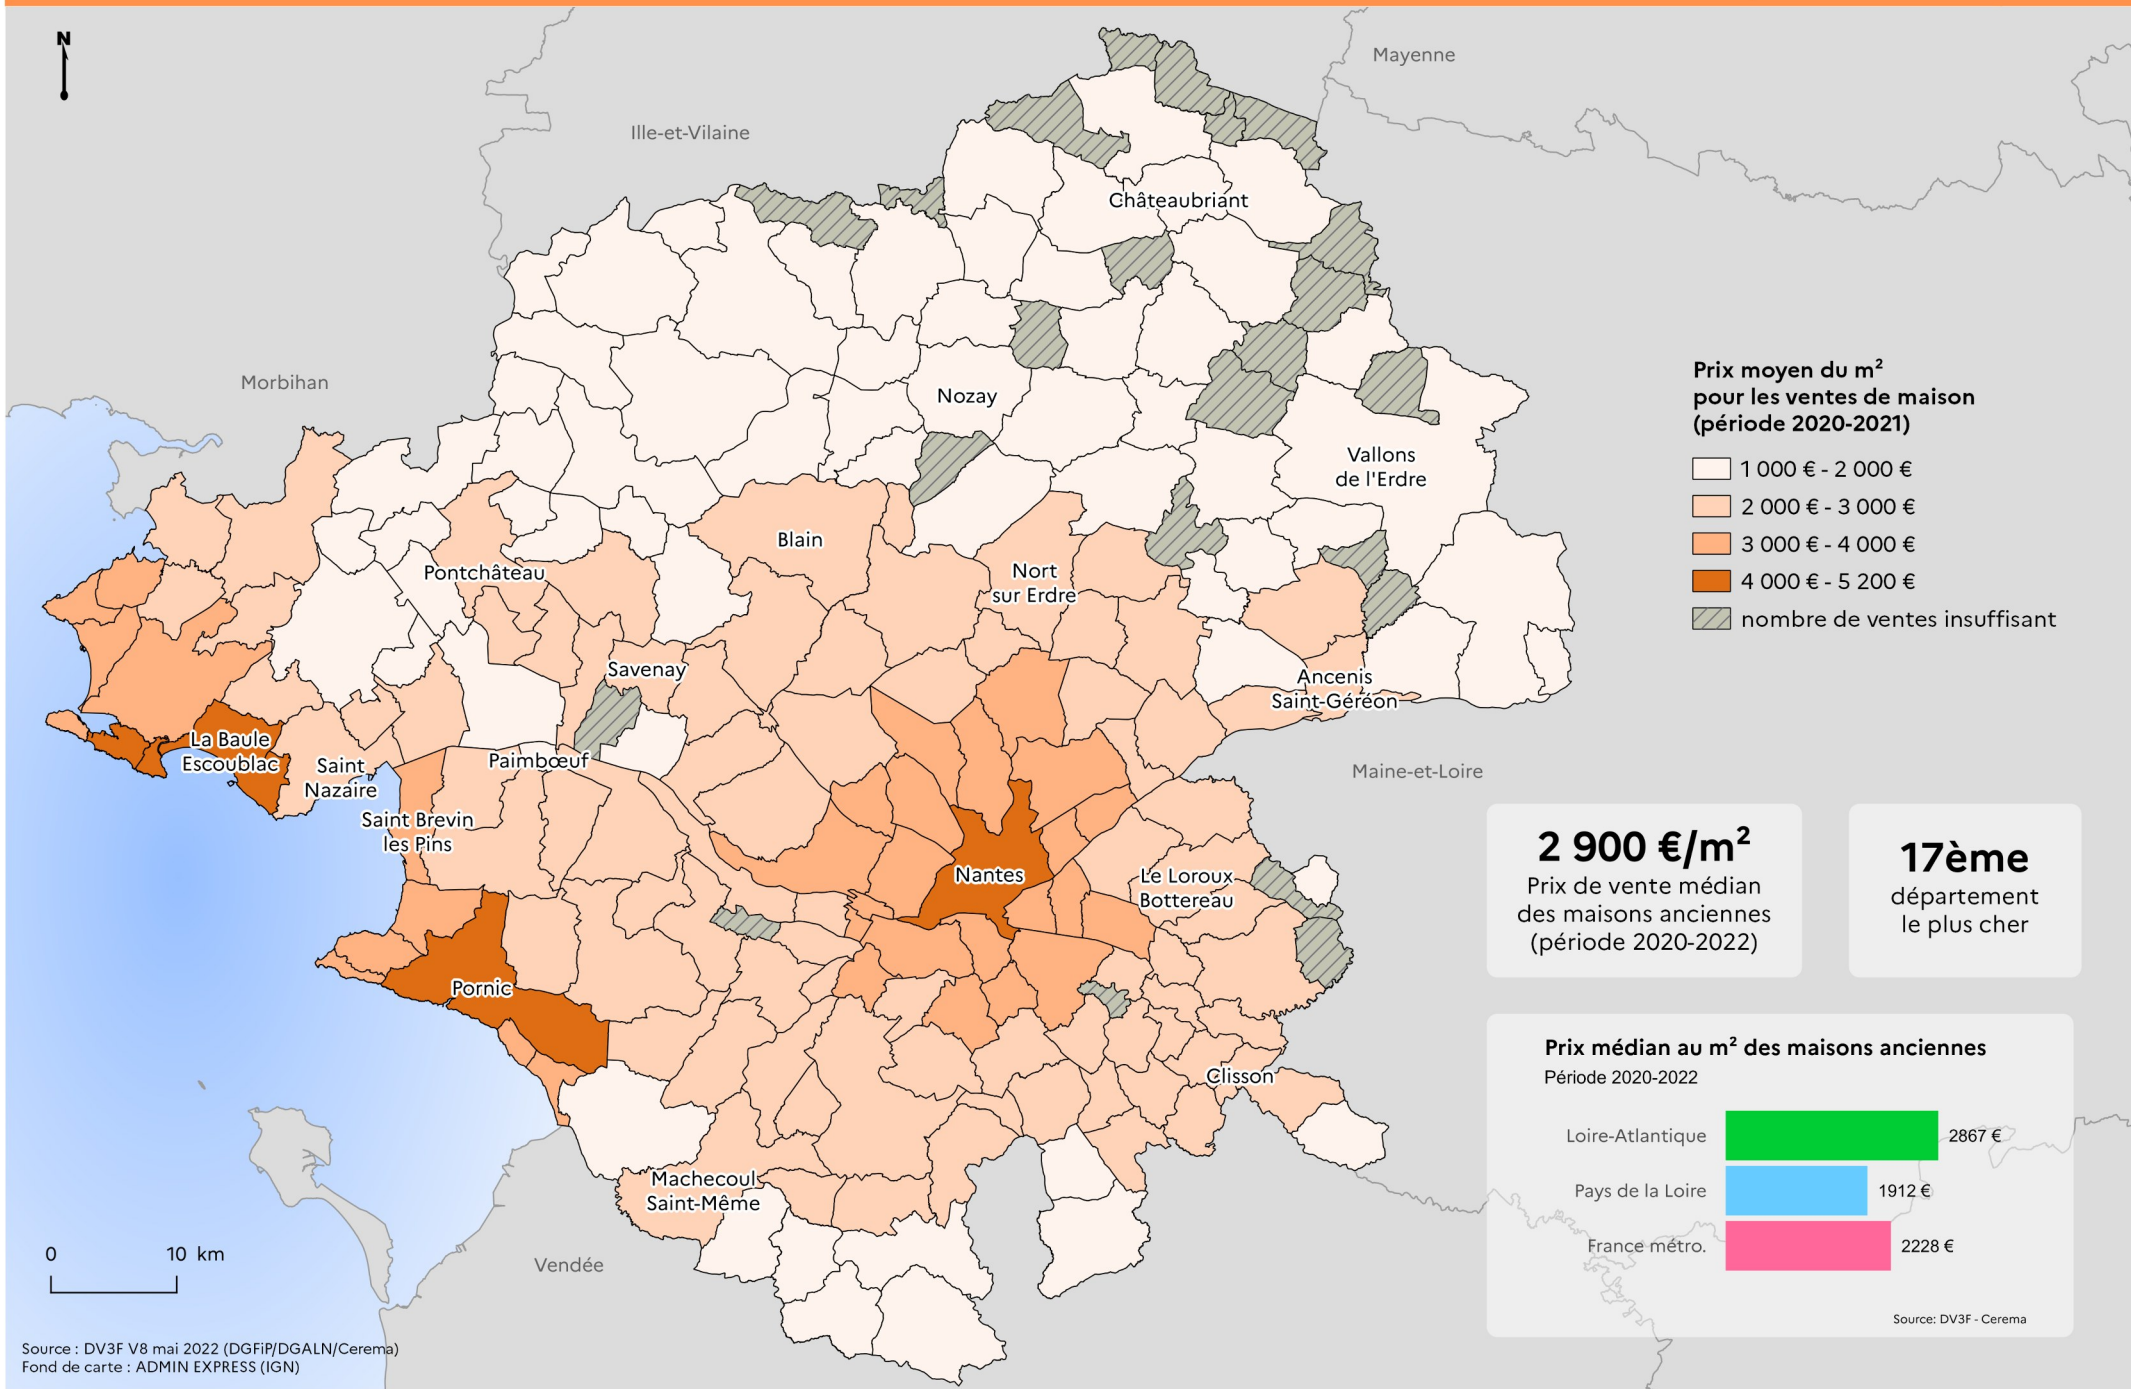 N
Mayenne
Ille-et-Vilaine
Châteaubriant
Morbihan
Nozay
Vallons
de l'Erdre
Blain
Pontchâteau
Nort
sur Erdre
Savenay
Ancenis
Saint-Géréon
La Baule
Escoublac
Saint
Nazaire
Paimbœuf
Maine-et-Loire
Saint Brevin
les Pins
Nantes
Le Loroux
Bottereau
Pornic
Clisson
Machecoul
Saint-Même
Vendée
0 10 km
Source : DV3F V8 mai 2022 (DGFiP/DGALN/Cerema)
Fond de carte : ADMIN EXPRESS (IGN)
Prix moyen du m²
pour les ventes de maison
(période 2020-2021)
1 000 € - 2 000 €
2 000 € - 3 000 €
3 000 € - 4 000 €
4 000 € - 5 200 €
nombre de ventes insuffisant
2 900 €/m²
Prix de vente médian
des maisons anciennes
(période 2020-2022)
17ème
département
le plus cher
Prix médian au m² des maisons anciennes
Période 2020-2022
Loire-Atlantique 2867 €
Pays de la Loire 1912 €
France métro. 2228 €
Source: DV3F - Cerema